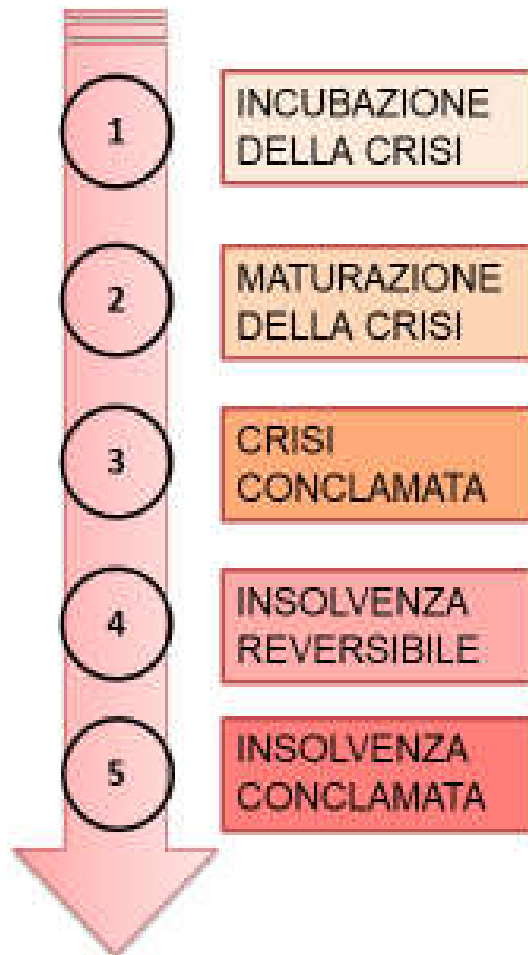 1
INCUBAZIONE
DELLA CRISI
2
MATURAZIONE
DELLA CRISI
3
CRISI
CONCLAMATA
4
INSOLVENZA
REVERSIBILE
5
INSOLVENZA
CONCLAMATA